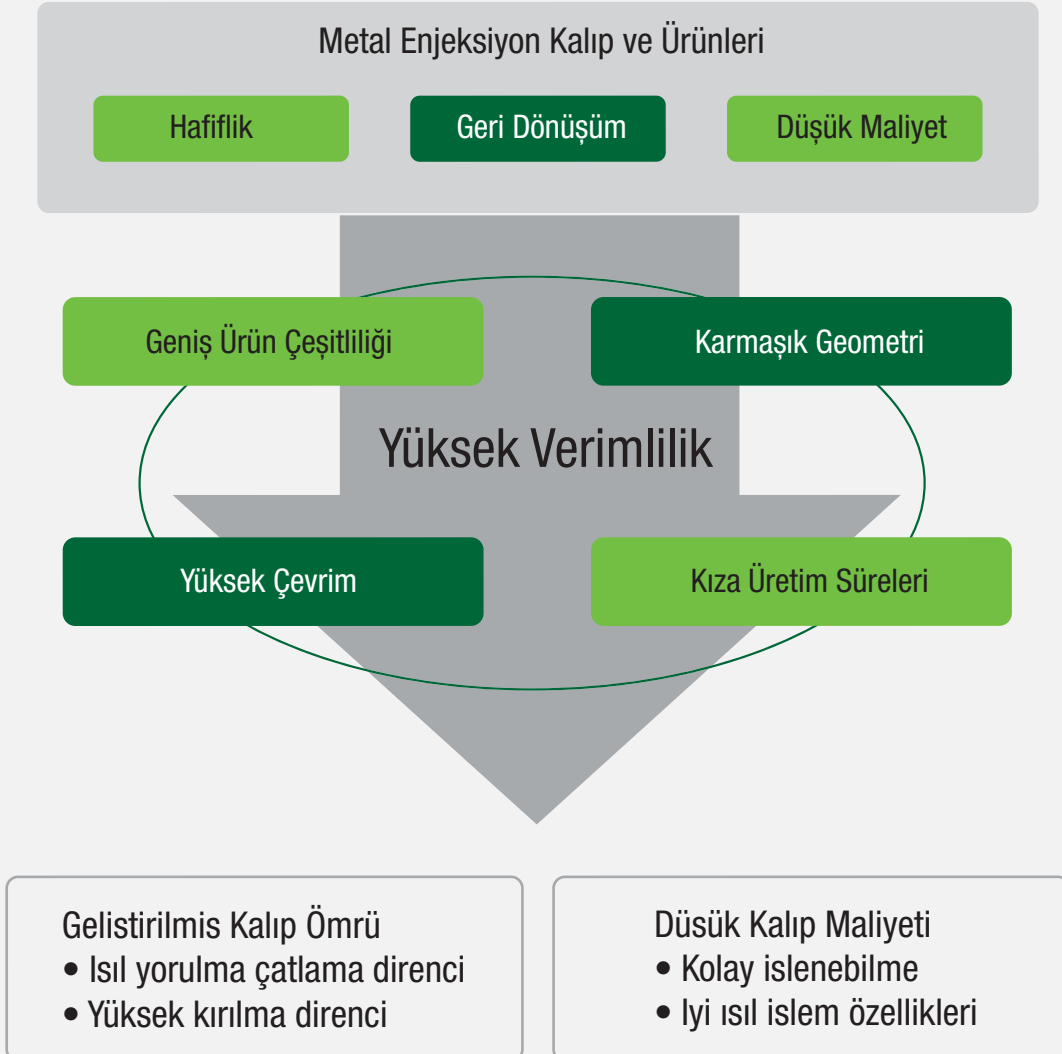 Metal Enjeksiyon Kalıp ve Ürünleri
Hafiflik
Geri Dönüşüm
Düşük Maliyet
Geniş Ürün Çeşitliliği
Karmaşık Geometri
Yüksek Verimlilik
Yüksek Çevrim
Kıza Üretim Süreleri
Gelistirilmis Kalıp Ömrü
• Isıl yorulma çatlama direnci
• Yüksek kırılma direnci
Düsük Kalıp Maliyeti
• Kolay islenebilme
• Iyi ısıl islem özellikleri